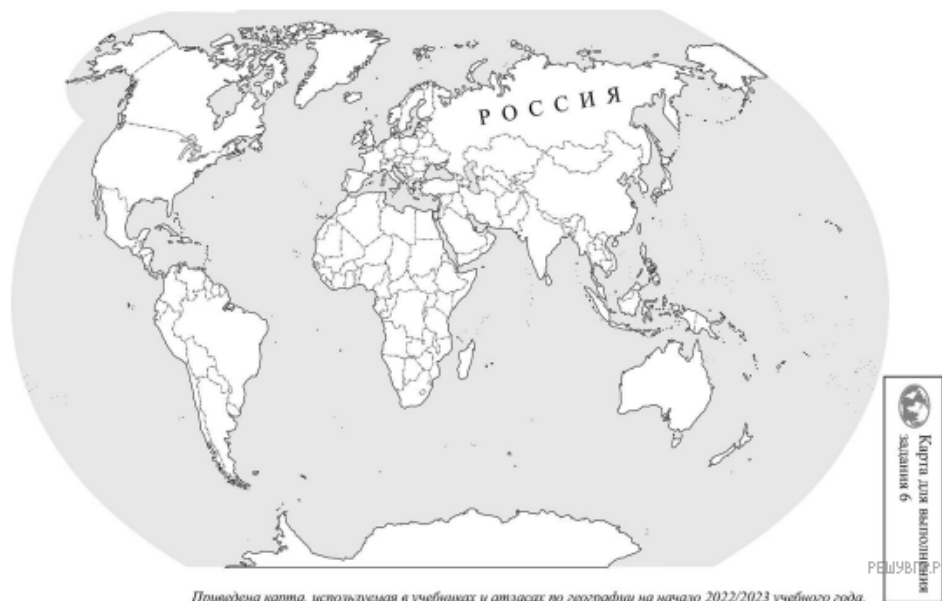 РОССИЯ
Карта для выполнения
задания 6
РЕШУВПР.Р
Приведена карта, используемая в учебниках и атласах по географии на начало 2022/2023 учебного года.